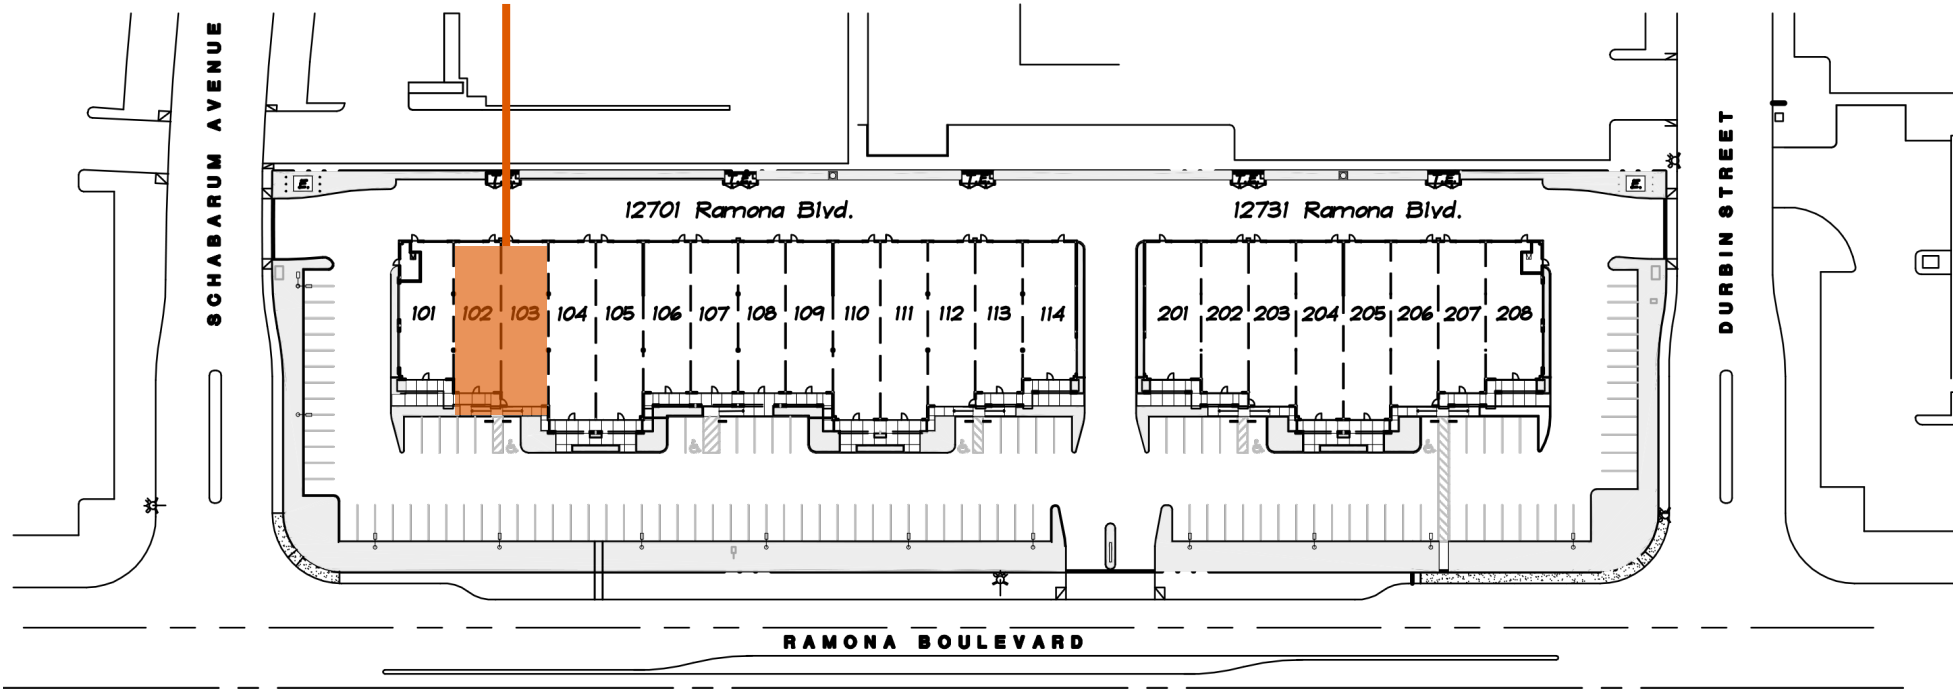 SCHABARUM AVENUE
DURBIN STREET
E.
T.E.
T.E.
T.E.
T.E.
T.E.
E.
12701 Ramona Blvd.
12731 Ramona Blvd.
101 102 103 104 105 106 107 108 109 110 111 112 113 114
201 202 203 204 205 206 207 208
RAMONA BOULEVARD